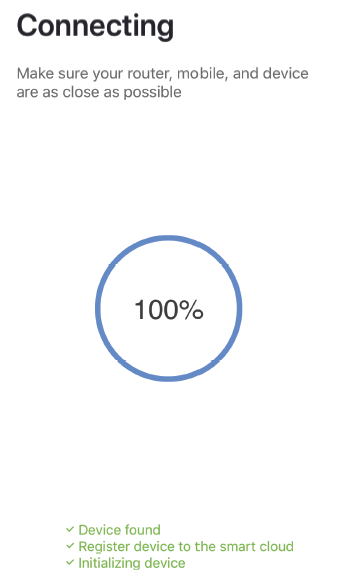 Connecting
Make sure your router, mobile, and device
are as close as possible
100%
Device found
Register device to the smart cloud
Initializing device